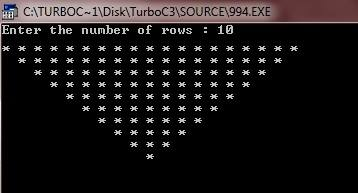 C:\TURBOC~1\Disk\TurboC3\SOURCE\994.EXE
Enter the number of rows : 10
* * * * * * * * * * * * * * * * * * *
  * * * * * * * * * * * * * * * * *
    * * * * * * * * * * * * * * *
      * * * * * * * * * * * * *
        * * * * * * * * * * *
          * * * * * * * * *
            * * * * * * *
              * * * * *
                * * *
                  *